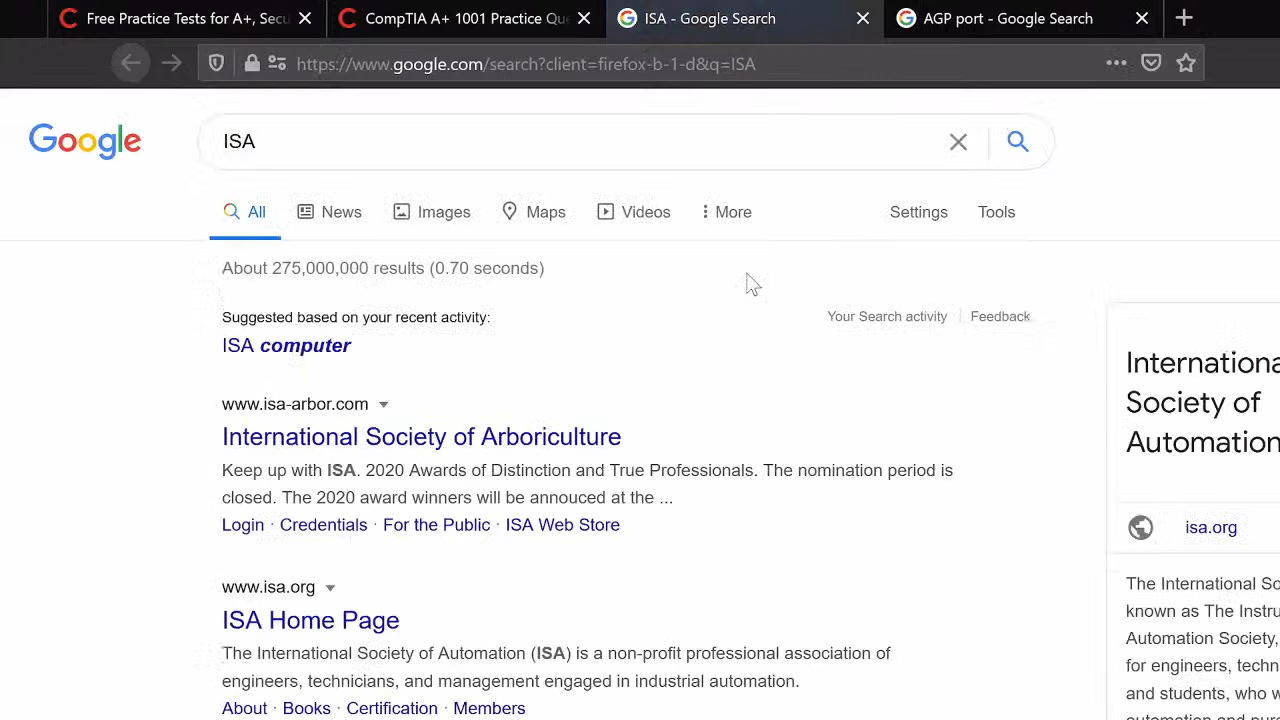 Free Practice Tests for A+, Secu
CompTIA A+ 1001 Practice Que
ISA - Google Search
AGP port - Google Search
https://www.google.com/search?client=firefox-b-1-d&q=ISA
Google
ISA
All
News
Images
Maps
Videos
More
Settings
Tools
About 275,000,000 results (0.70 seconds)
Suggested based on your recent activity:
Your Search activity
Feedback
ISA computer
www.isa-arbor.com
International Society of Arboriculture
Keep up with ISA. 2020 Awards of Distinction and True Professionals. The nomination period is
closed. The 2020 award winners will be annouced at the ...
Login · Credentials · For the Public · ISA Web Store
www.isa.org
ISA Home Page
The International Society of Automation (ISA) is a non-profit professional association of
engineers, technicians, and management engaged in industrial automation.
About · Books · Certification · Members
Internationa
Society of
Automation
isa.org
The International So
known as The Instru
Automation Society,
for engineers, techn
and students, who w